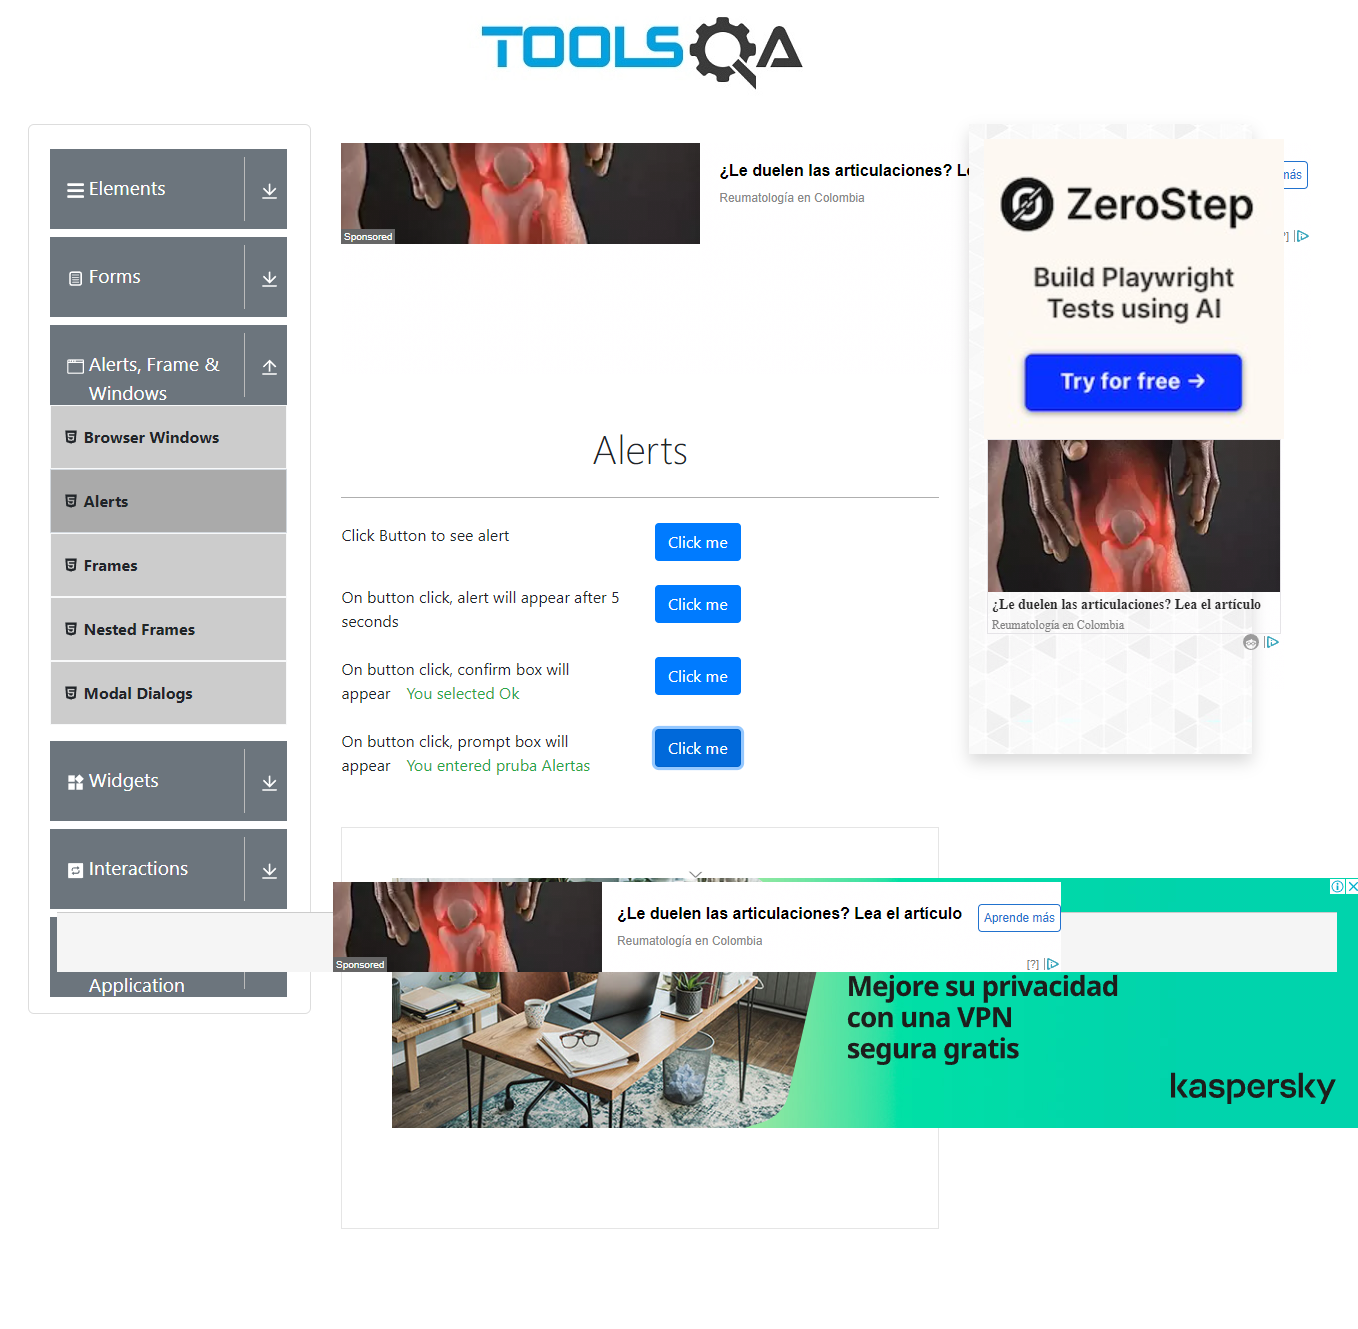 TOOLSQA
Elements
Forms
Alerts, Frame &
Windows
Browser Windows
Alerts
Frames
Nested Frames
Modal Dialogs
Widgets
Interactions
Application
Sponsored
¿Le duelen las articulaciones? L
Reumatología en Colombia
más
?]
Alerts
Click Button to see alert
Click me
On button click, alert will appear after 5
seconds
Click me
On button click, confirm box will
appear You selected Ok
Click me
On button click, prompt box will
appear You entered pruba Alertas
Click me
ZeroStep
Build Playwright
Tests using AI
Try for free →
¿Le duelen las articulaciones? Lea el artículo
Reumatología en Colombia
Sponsored
¿Le duelen las articulaciones? Lea el artículo
Reumatología en Colombia
Aprende más
[?]
Mejore su privacidad
con una VPN
segura gratis
kaspersky